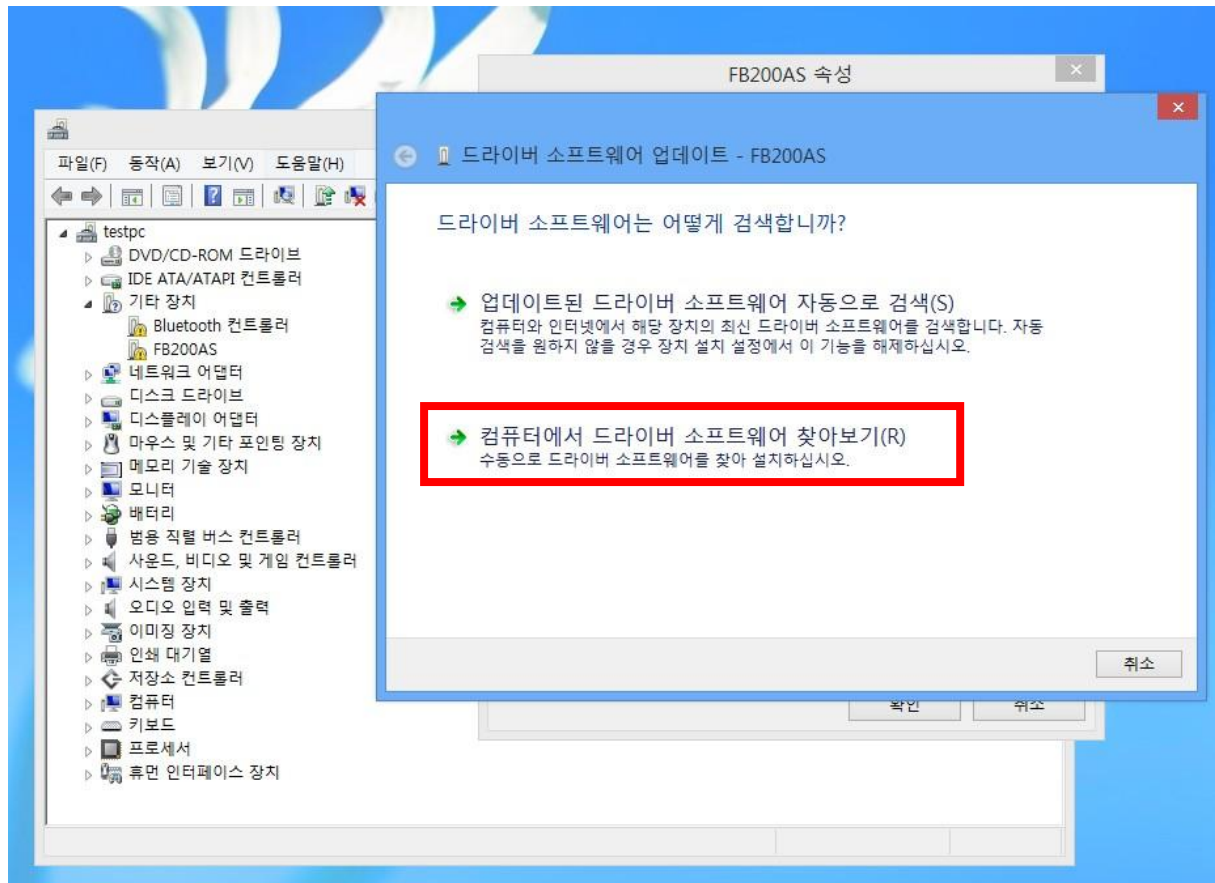 FB200AS 속성
드라이버 소프트웨어 업데이트 - FB200AS
파일(F) 동작(A) 보기(V) 도움말(H)
드라이버 소프트웨어는 어떻게 검색합니까?
업데이트된 드라이버 소프트웨어 자동으로 검색(S)
컴퓨터와 인터넷에서 해당 장치의 최신 드라이버 소프트웨어를 검색합니다. 자동
검색을 원하지 않을 경우 장치 설치 설정에서 이 기능을 해제하십시오.
컴퓨터에서 드라이버 소프트웨어 찾아보기(R)
수동으로 드라이버 소프트웨어를 찾아 설치하십시오.
취소
확인 취소
testpc
DVD/CD-ROM 드라이브
IDE ATA/ATAPI 컨트롤러
기타 장치
Bluetooth 컨트롤러
FB200AS
네트워크 어댑터
디스크 드라이브
디스플레이 어댑터
마우스 및 기타 포인팅 장치
메모리 기술 장치
모니터
배터리
범용 직렬 버스 컨트롤러
사운드, 비디오 및 게임 컨트롤러
시스템 장치
오디오 입력 및 출력
이미징 장치
인쇄 대기열
저장소 컨트롤러
컴퓨터
키보드
프로세서
휴먼 인터페이스 장치